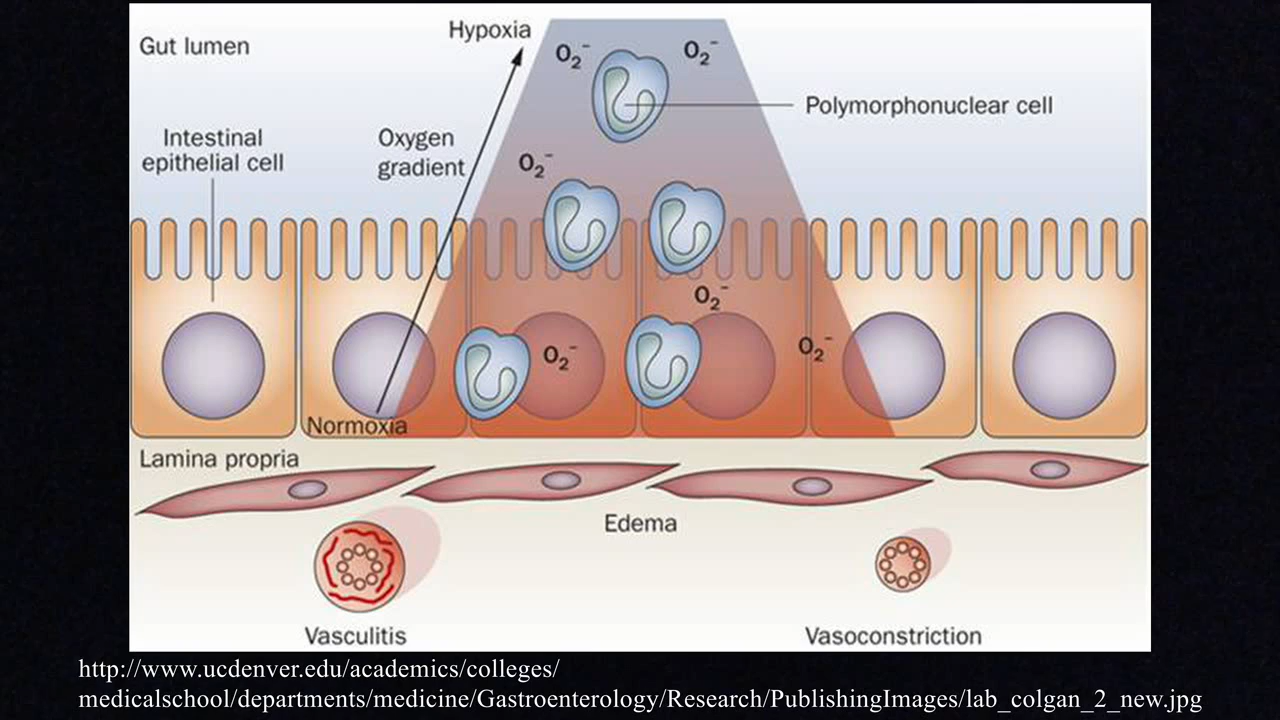 Gut lumen
Hypoxia
O₂⁻
O₂⁻
Polymorphonuclear cell
Intestinal
epithelial cell
Oxygen
gradient
O₂⁻
O₂⁻
O₂⁻
O₂⁻
Normoxia
Lamina propria
Edema
Vasculitis
Vasoconstriction
http://www.ucdenver.edu/academics/colleges/
medicalschool/departments/medicine/Gastroenterology/Research/PublishingImages/lab_colgan_2_new.jpg